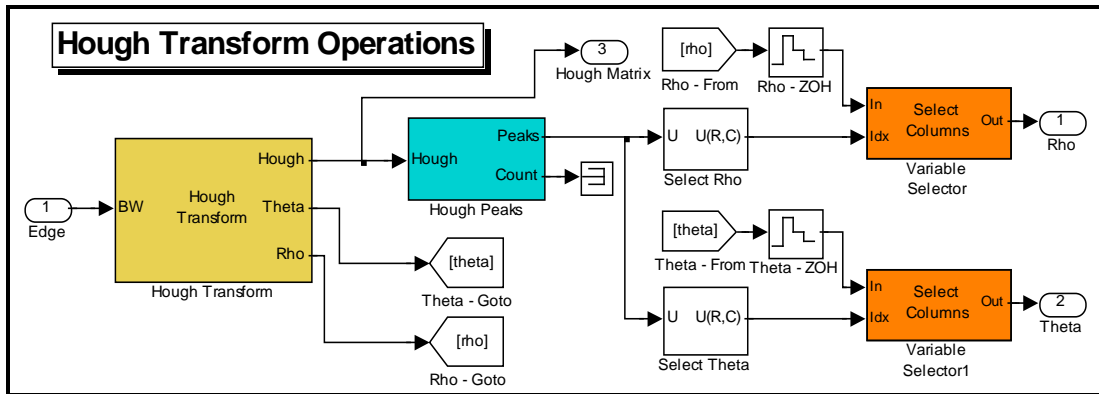 Hough Transform Operations
3
Hough Matrix
[rho]
Rho - From
Rho - ZOH
In
Idx
Select
Columns
Out
Variable
Selector
1
Rho
1
Edge
BW
Hough
Transform
Hough
Theta
Rho
Hough Transform
Hough
Peaks
Count
Hough Peaks
U
U(R,C)
Select Rho
[theta]
Theta - Goto
[rho]
Rho - Goto
[theta]
Theta - From
Theta - ZOH
U
U(R,C)
Select Theta
In
Idx
Select
Columns
Out
Variable
Selector1
2
Theta